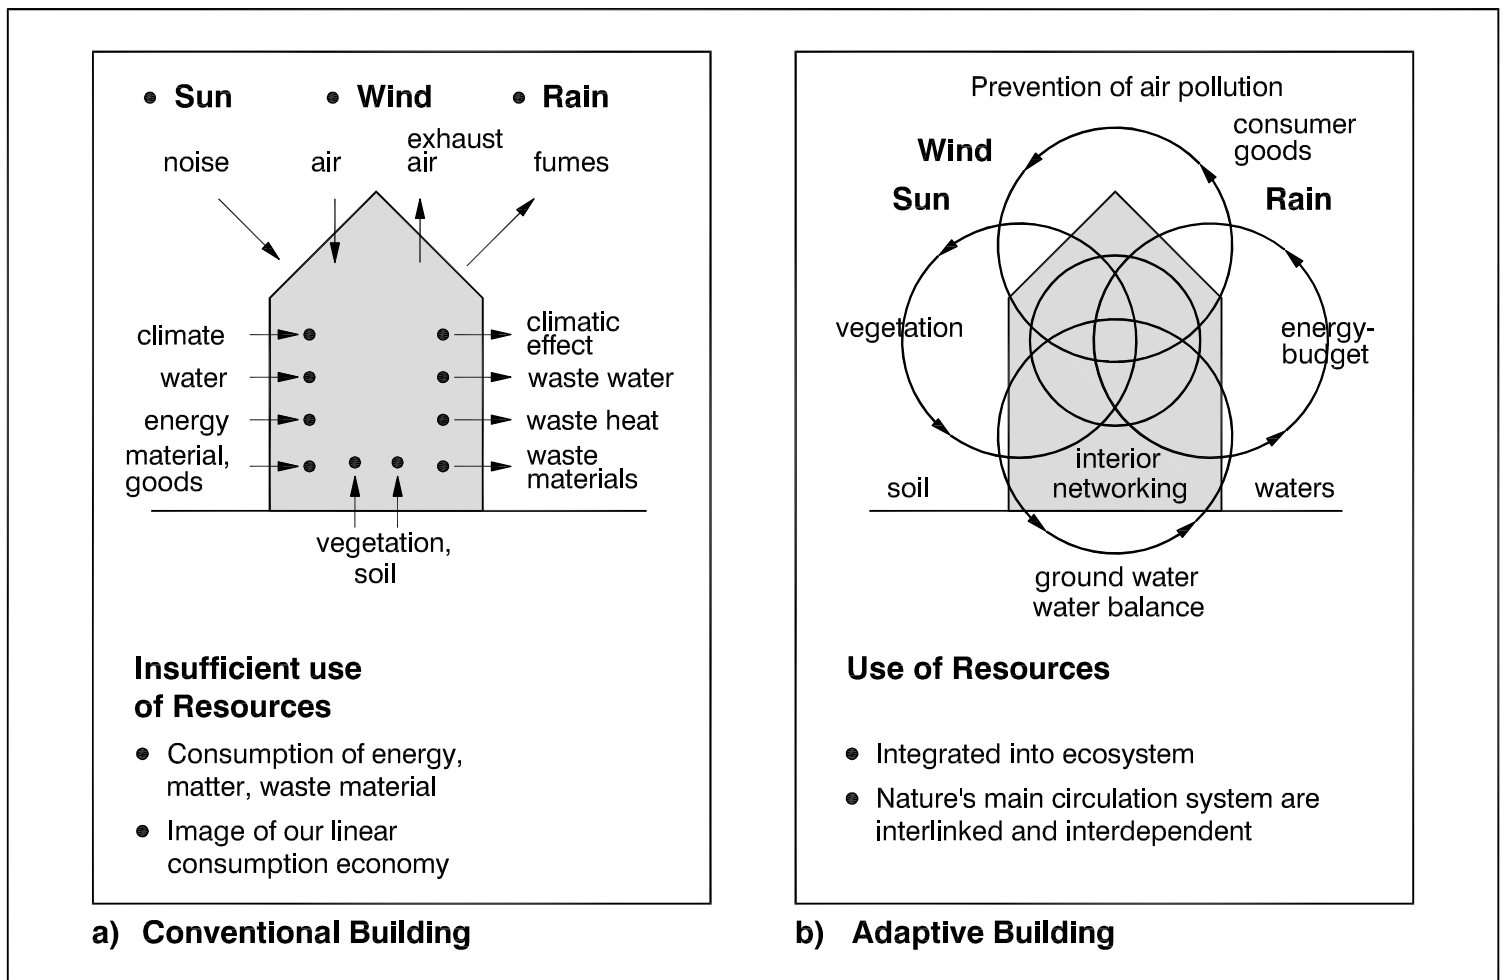 Sun Wind Rain
noise air exhaust air fumes
climate
climatic
effect
water
waste water
energy
waste heat
material,
goods
waste
materials
vegetation,
soil
Insufficient use
of Resources
Consumption of energy,
matter, waste material
Image of our linear
consumption economy
a) Conventional Building
Prevention of air pollution
consumer
goods
Wind
Sun
Rain
vegetation
energy-
budget
interior
networking
soil
waters
ground water
water balance
Use of Resources
Integrated into ecosystem
Nature's main circulation system are
interlinked and interdependent
b) Adaptive Building